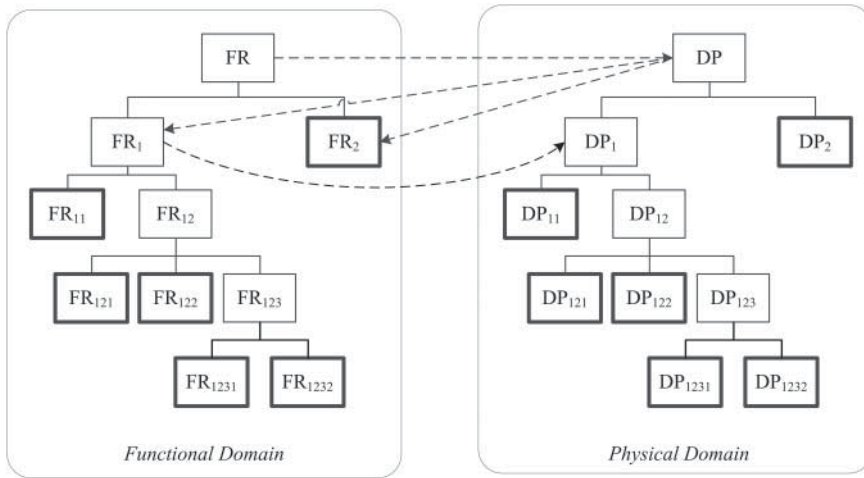 FR
DP
FR₁
FR₂
DP₁
DP₂
FR₁₁
FR₁₂
DP₁₁
DP₁₂
FR₁₂₁
FR₁₂₂
FR₁₂₃
DP₁₂₁
DP₁₂₂
DP₁₂₃
FR₁₂₃₁
FR₁₂₃₂
DP₁₂₃₁
DP₁₂₃₂
Functional Domain
Physical Domain